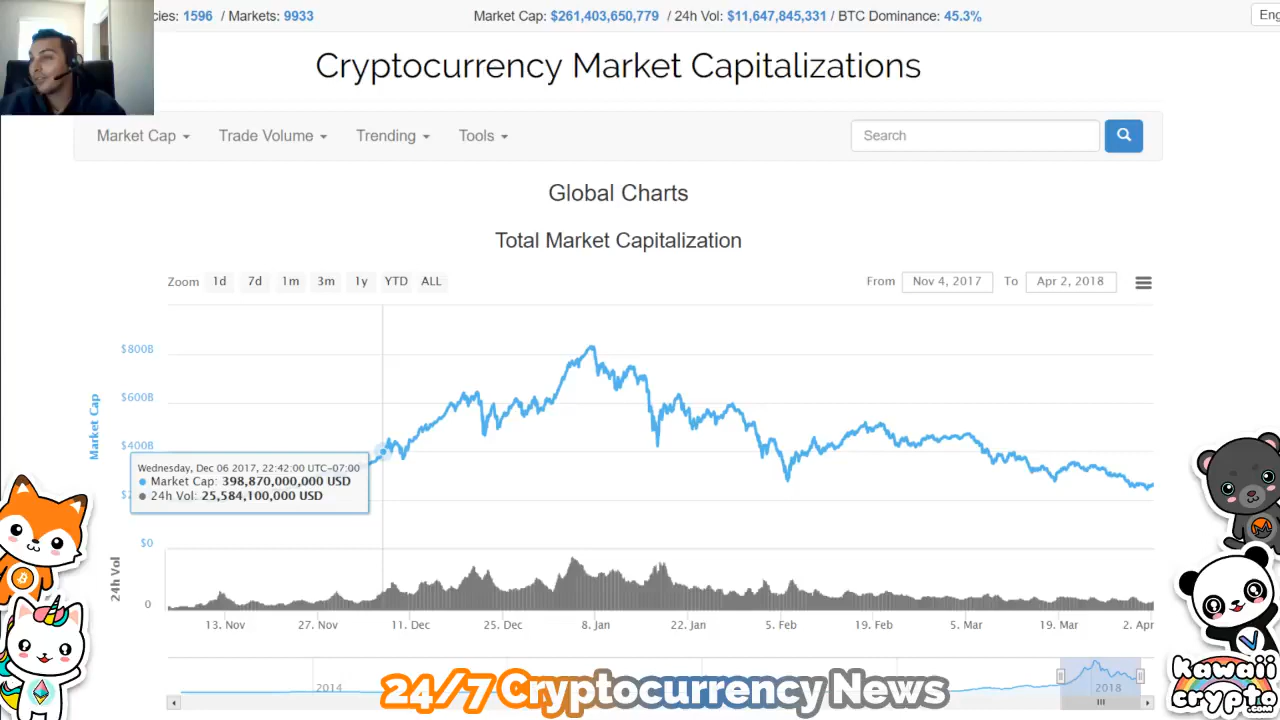 cies: 1596 / Markets: 9933 Market Cap: $261,403,650,779 / 24h Vol: $11,647,845,331 / BTC Dominance: 45.3% Eng
Cryptocurrency Market Capitalizations
Market Cap Trade Volume Trending Tools Search
Global Charts
Total Market Capitalization
Zoom 1d 7d 1m 3m 1y YTD ALL From Nov 4, 2017 To Apr 2, 2018
$800B
$600B
Market Cap
$400B
Wednesday, Dec 06 2017, 22:42:00 UTC-07:00
Market Cap: 398,870,000,000 USD
24h Vol: 25,584,100,000 USD
$0
24h Vol
0
13. Nov 27. Nov 11. Dec 25. Dec 8. Jan 22. Jan 5. Feb 19. Feb 5. Mar 19. Mar 2. Apr
2014 2018
24/7 Cryptocurrency News
kawaii
crypto
.com